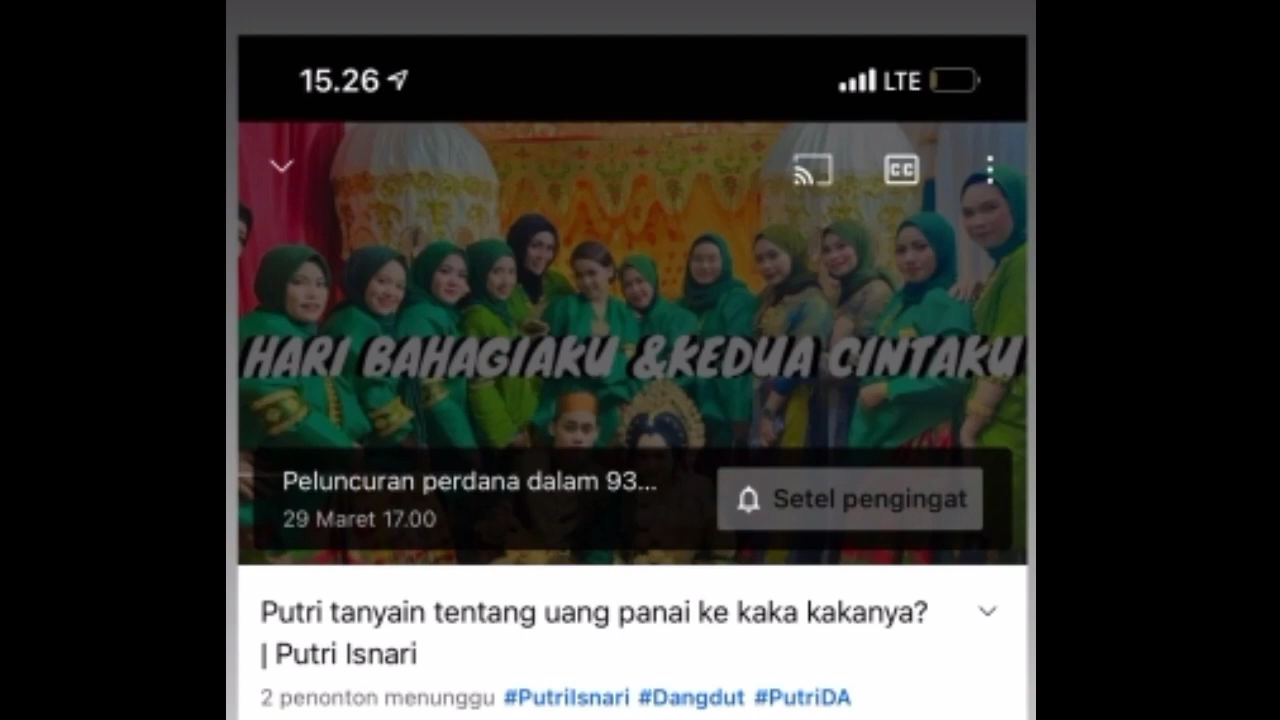 15.26
LTE
CC
HARI BAHAGIAKU &KEDUA CINTAKU
Peluncuran perdana dalam 93...
29 Maret 17.00
Setel pengingat
Putri tanyain tentang uang panai ke kaka kakanya?
| Putri Isnari
2 penonton menunggu #PutriIsnari #Dangdut #PutriDA